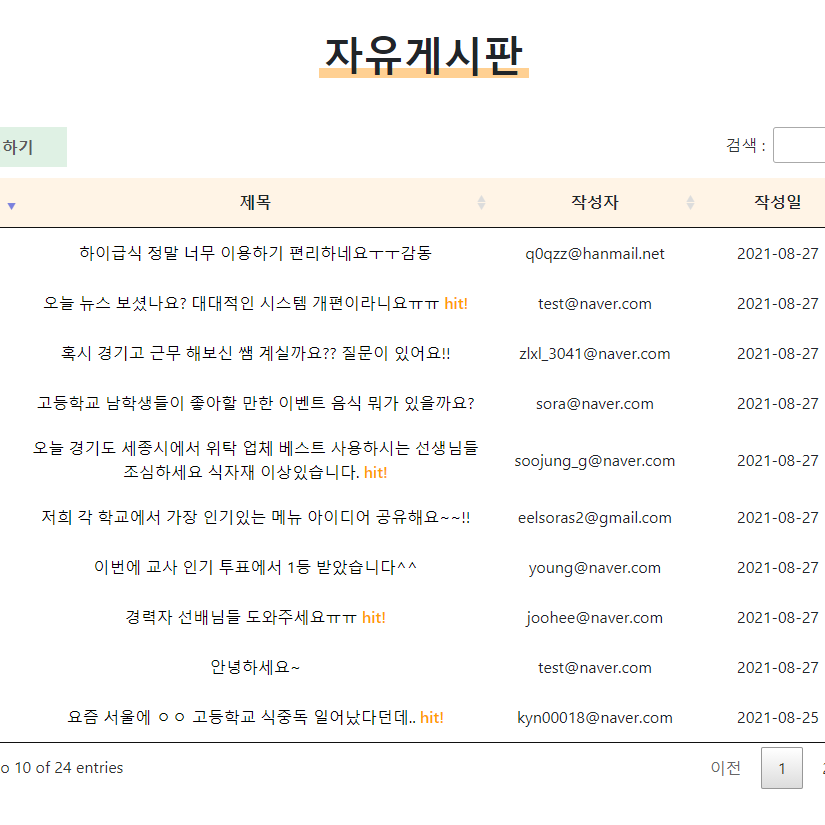 자유게시판
하기
검색 :
제목 작성자 작성일
하이급식 정말 너무 이용하기 편리하네요ㅜㅜ감동 q0qzz@hanmail.net 2021-08-27
오늘 뉴스 보셨나요? 대대적인 시스템 개편이라니요ㅠㅠ hit! test@naver.com 2021-08-27
혹시 경기고 근무 해보신 쌤 계실까요?? 질문이 있어요!! zlxl_3041@naver.com 2021-08-27
고등학교 남학생들이 좋아할 만한 이벤트 음식 뭐가 있을까요? sora@naver.com 2021-08-27
오늘 경기도 세종시에서 위탁 업체 베스트 사용하시는 선생님들
조심하세요 식자재 이상있습니다. hit! soojung_g@naver.com 2021-08-27
저희 각 학교에서 가장 인기있는 메뉴 아이디어 공유해요~~!! eelsoras2@gmail.com 2021-08-27
이번에 교사 인기 투표에서 1등 받았습니다^^ young@naver.com 2021-08-27
경력자 선배님들 도와주세요ㅠㅠ hit! joohee@naver.com 2021-08-27
안녕하세요~ test@naver.com 2021-08-27
요즘 서울에 ㅇㅇ 고등학교 식중독 일어났다던데.. hit! kyn00018@naver.com 2021-08-25
o 10 of 24 entries 이전 1